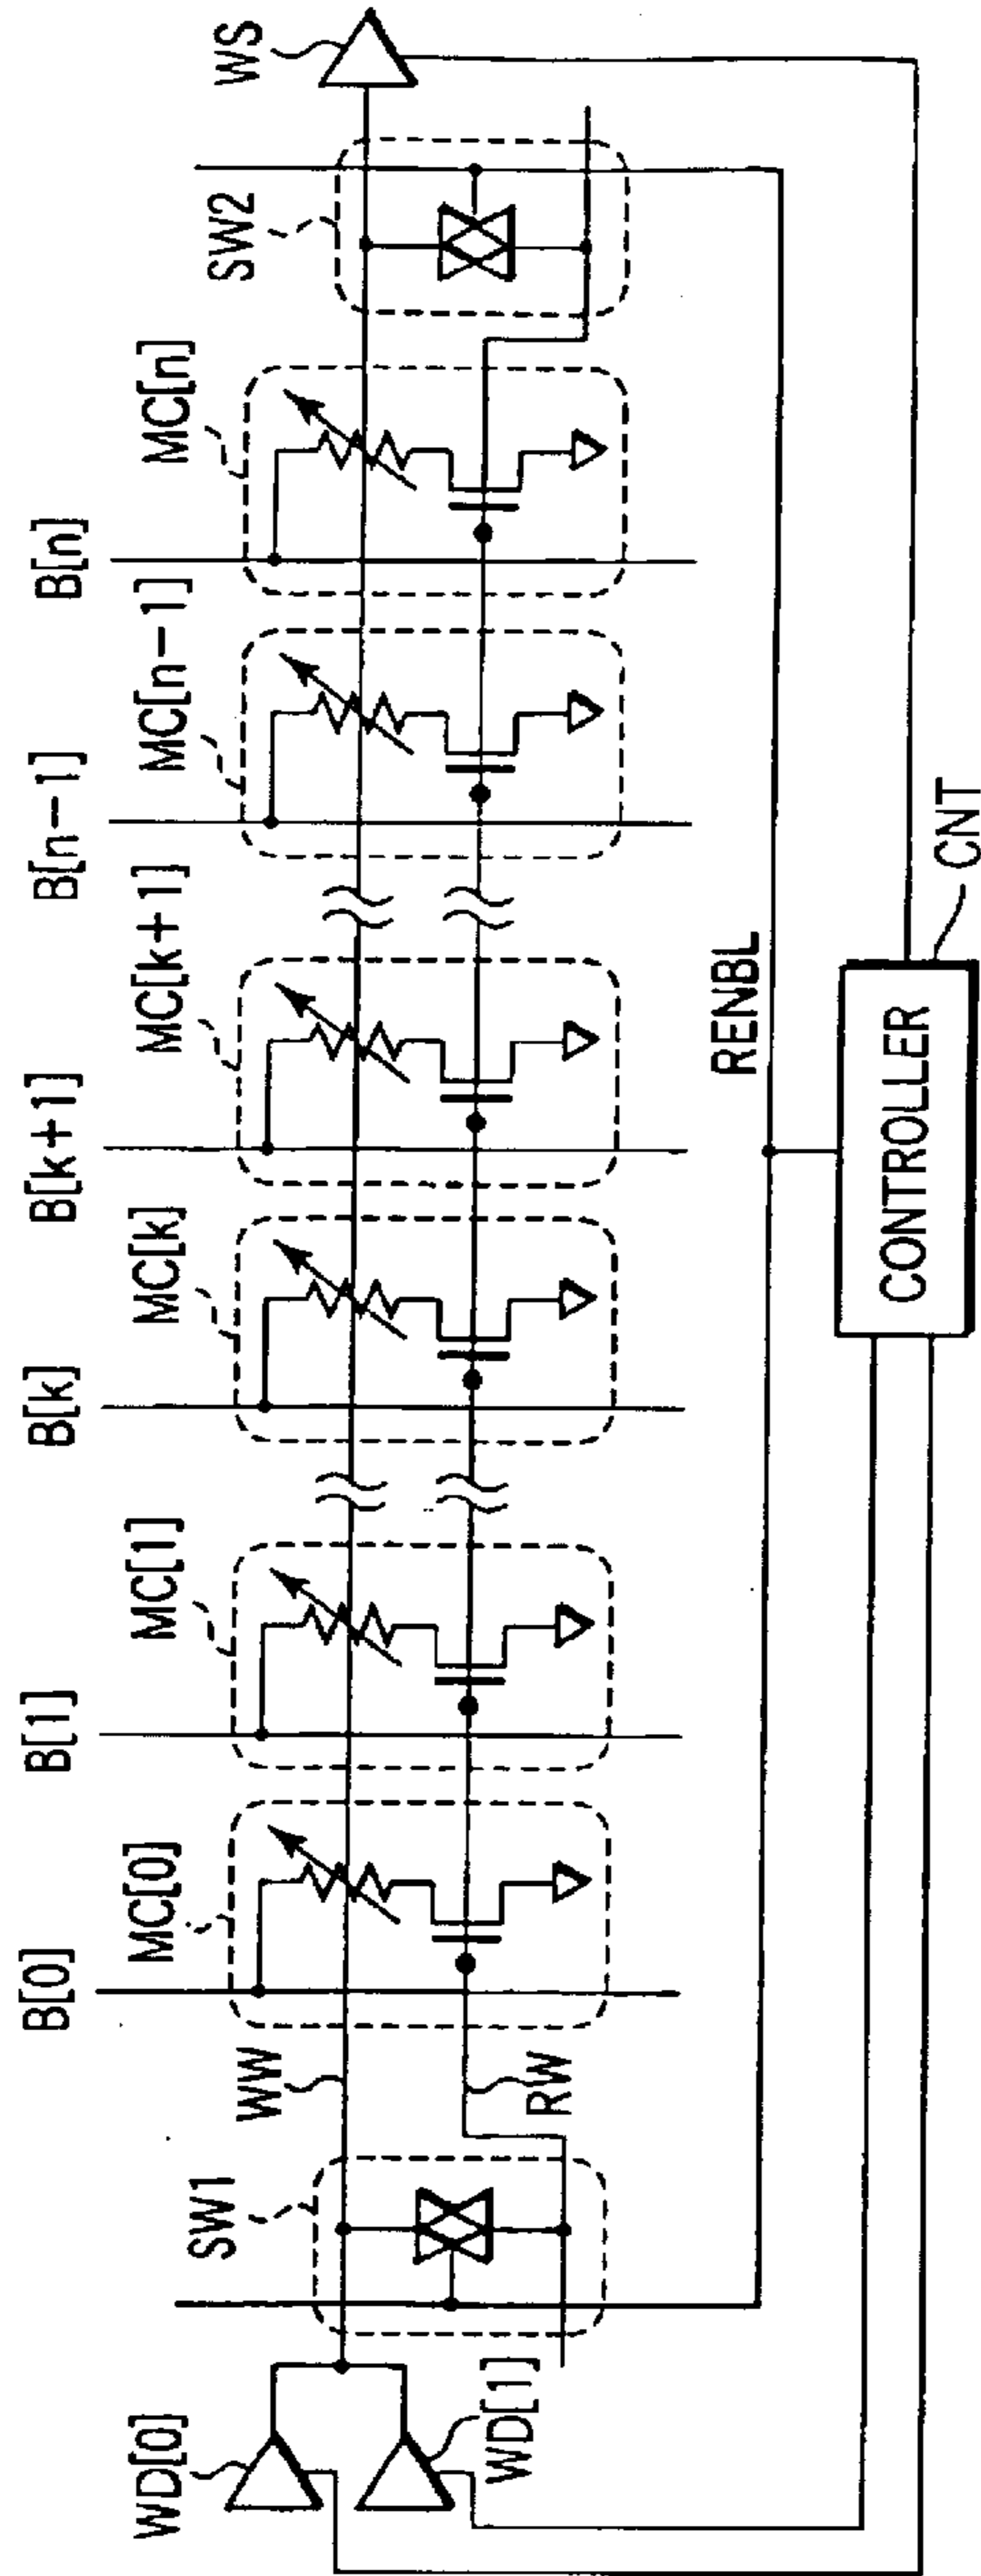 WD[0]
WD[1]
SW1
WW
RW
B[0]
MC[0]
B[1]
MC[1]
B[k]
MC[k]
B[k+1]
MC[k+1]
B[n-1]
MC[n-1]
B[n]
MC[n]
SW2
WS
RENBL
CONTROLLER
CNT